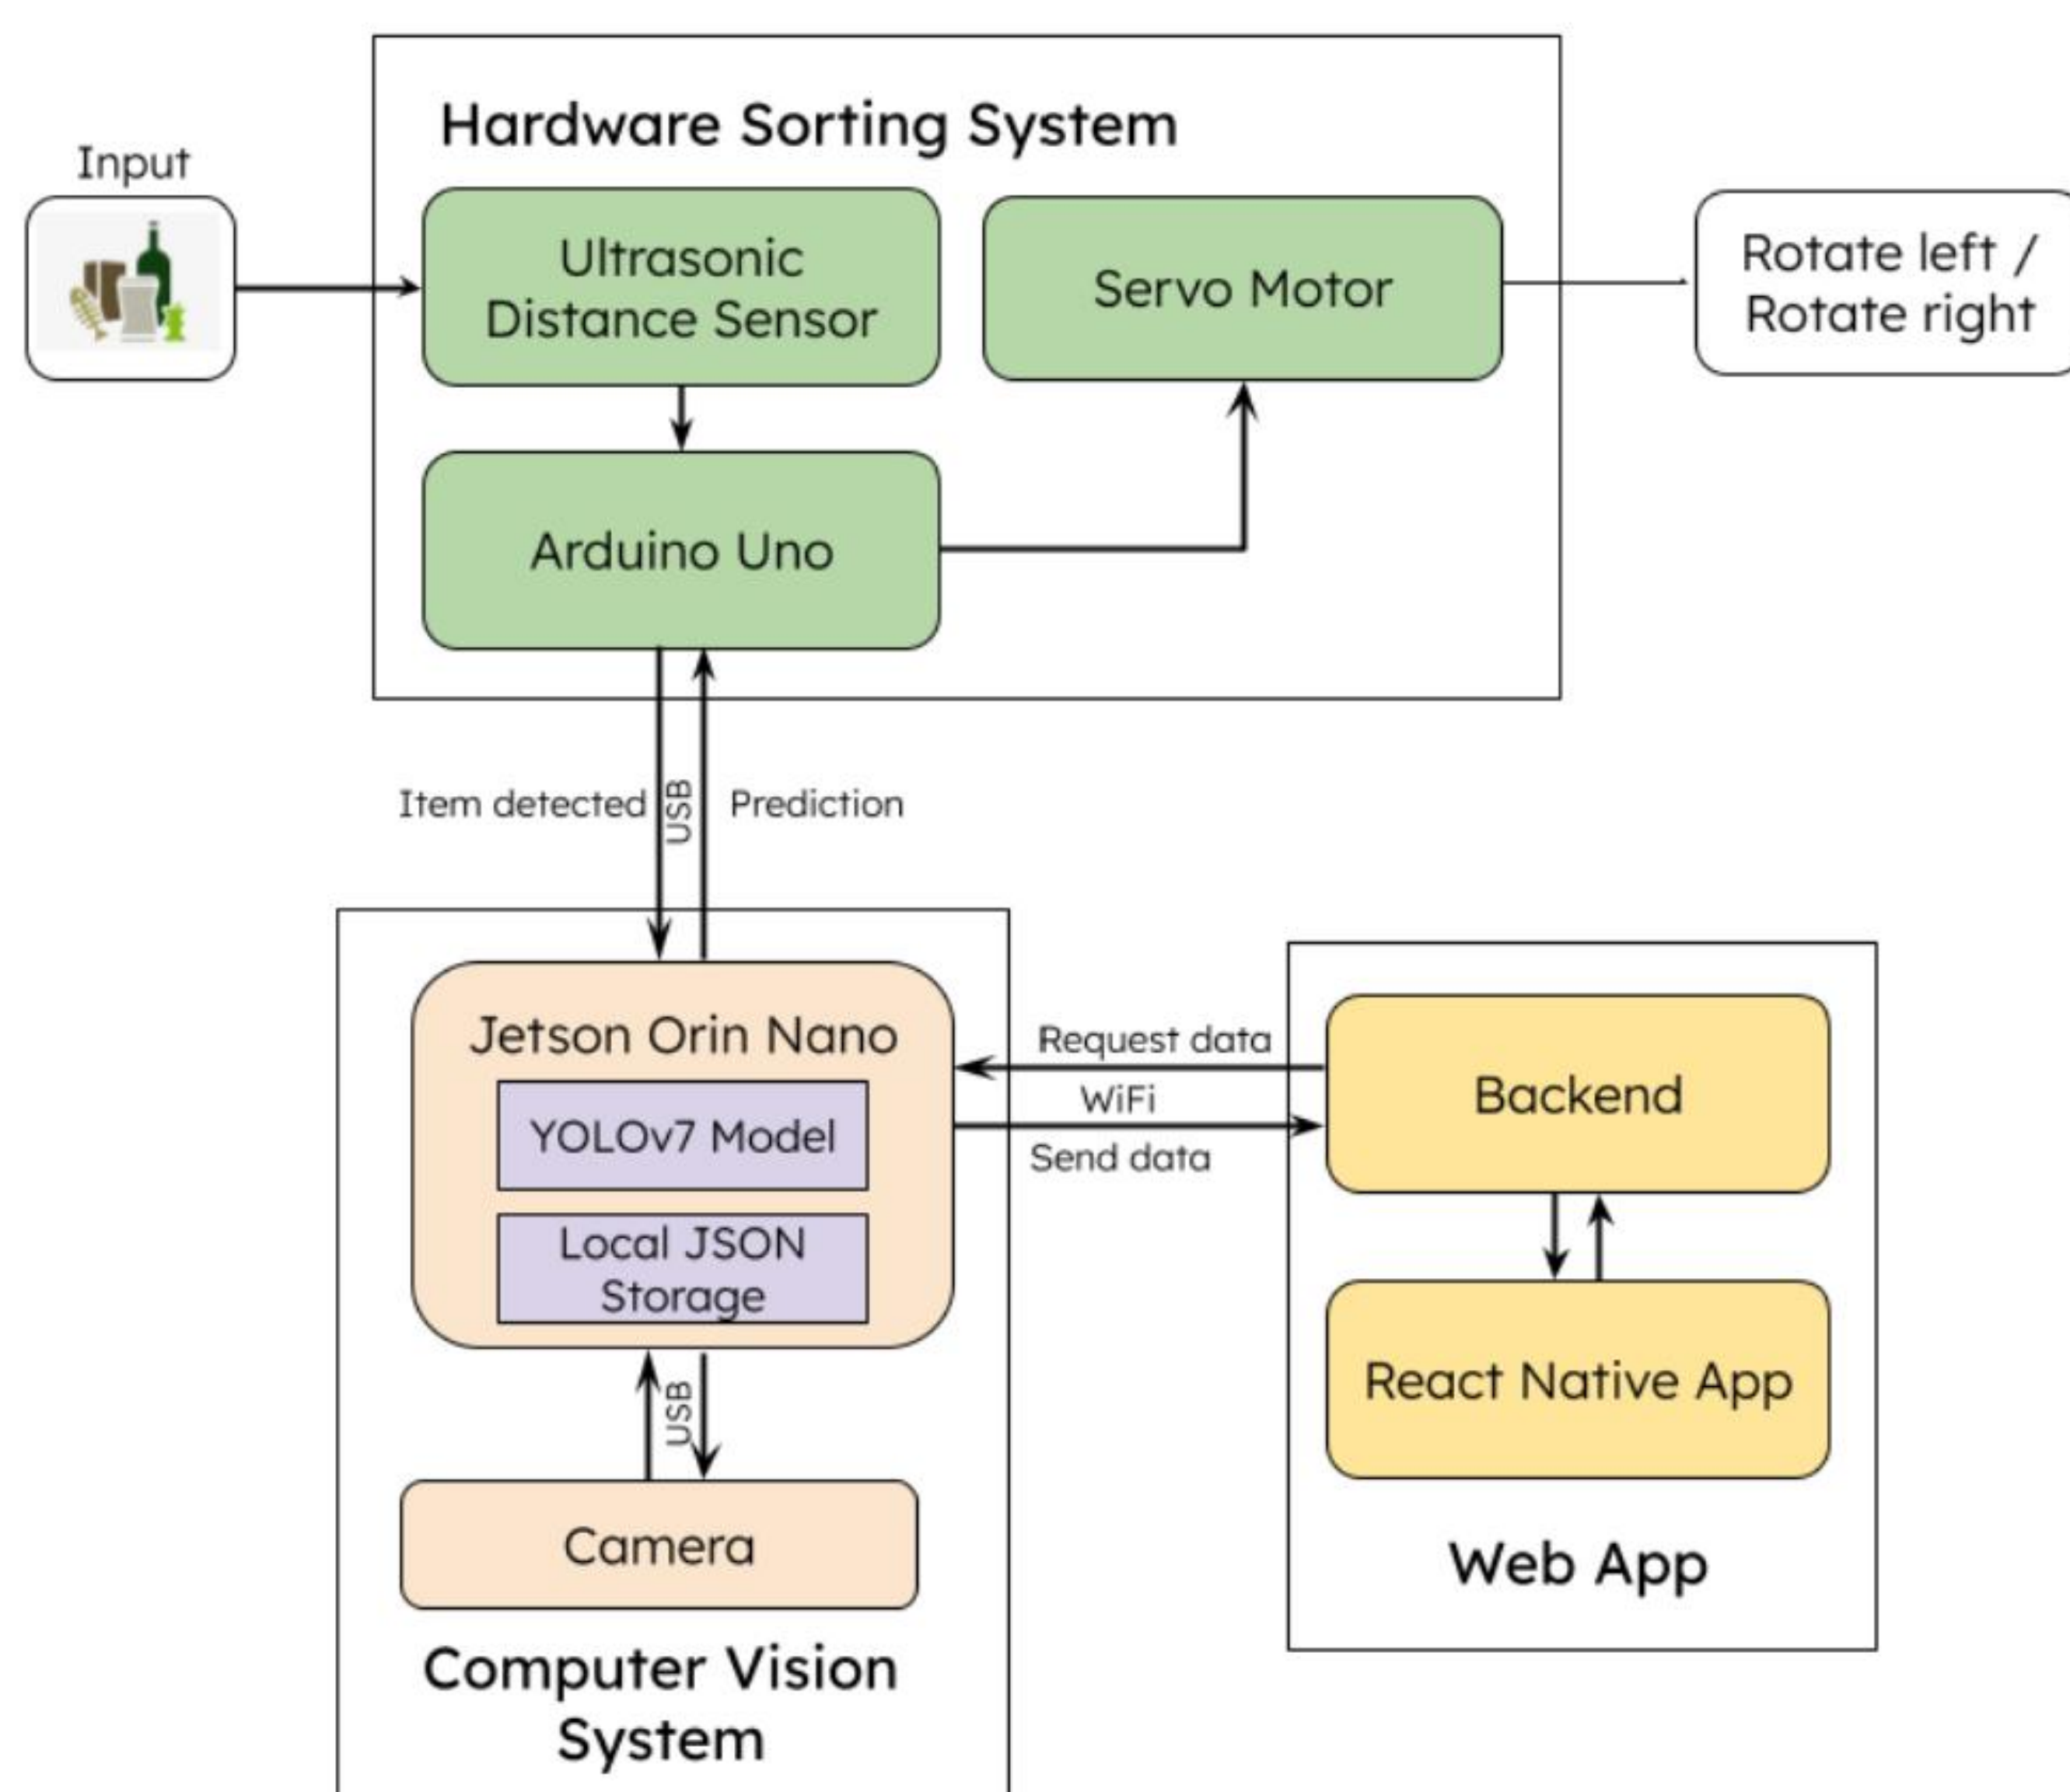 Hardware Sorting System
Input
Ultrasonic
Distance Sensor
Servo Motor
Rotate left /
Rotate right
Arduino Uno
Item detected
USB
Prediction
Jetson Orin Nano
YOLOv7 Model
Local JSON
Storage
Request data
WiFi
Send data
Backend
React Native App
Web App
USB
Camera
Computer Vision
System